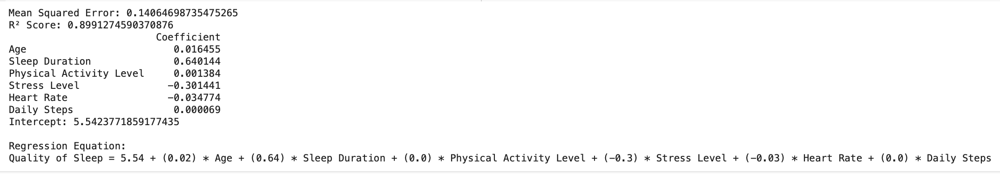 Mean Squared Error: 0.14064698735475265
R² Score: 0.8991274590370876
Coefficient
Age 0.016455
Sleep Duration 0.640144
Physical Activity Level 0.001384
Stress Level -0.301441
Heart Rate -0.034774
Daily Steps 0.000069
Intercept: 5.5423771859177435
Regression Equation:
Quality of Sleep = 5.54 + (0.02) * Age + (0.64) * Sleep Duration + (0.0) * Physical Activity Level + (-0.3) * Stress Level + (-0.03) * Heart Rate + (0.0) * Daily Steps